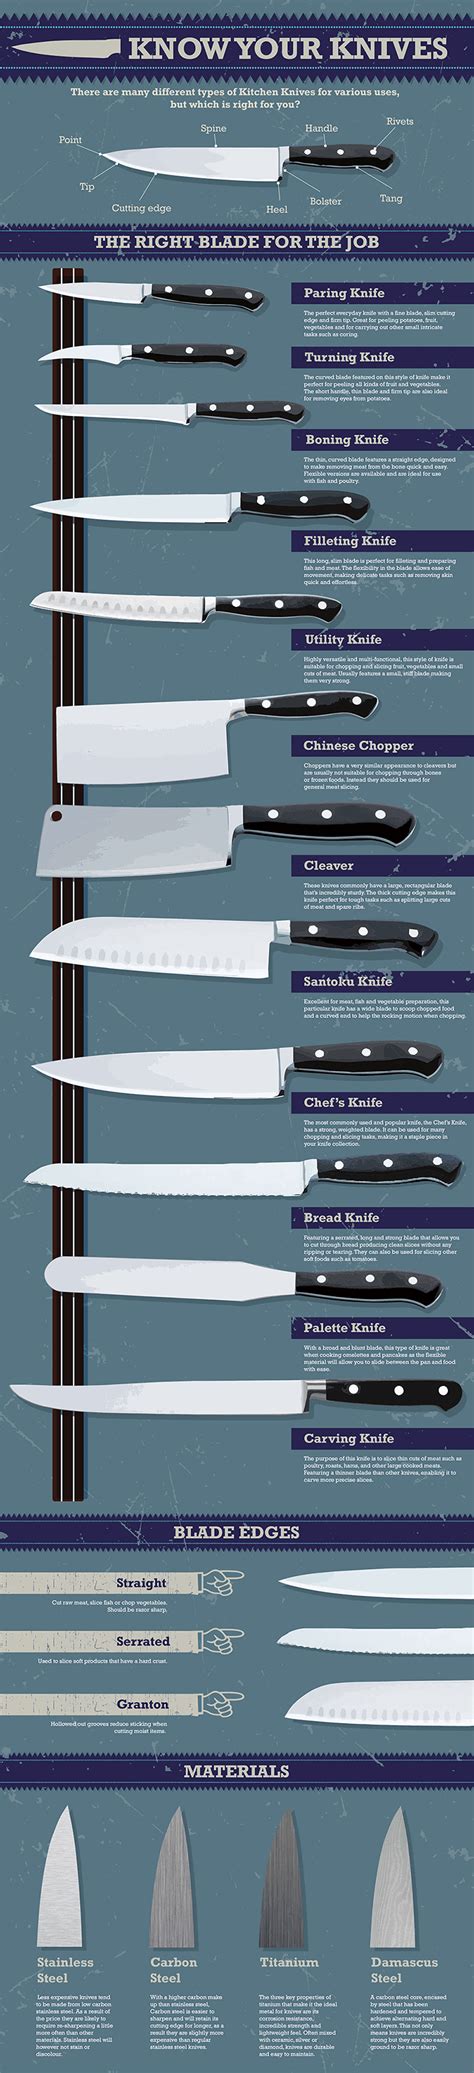 KNOW YOUR KNIVES
There are many different types of Kitchen Knives for various uses,
but which is right for you?
Point
Spine
Handle
Rivets
Tip
Cutting edge
Heel
Bolster
Tang
THE RIGHT BLADE FOR THE JOB
Paring Knife
The perfect everyday knife with a fine blade, slim cutting
edge and firm tip. Great for peeling potatoes, fruit,
vegetables and for carrying out other small intricate
tasks such as coring.
Turning Knife
The curved blade featured on this style of knife make it
perfect for peeling all kinds of fruit and vegetables.
The short handle, thin blade and firm tip are also ideal
for removing eyes from potatoes.
Boning Knife
The thin, curved blade features a straight edge, designed
to make removing meat from the bone quick and easy.
Flexible versions are available and are ideal for use
with fish and poultry.
Filleting Knife
This long, slim blade is perfect for filleting and preparing
fish and meat. The flexibility in the blade allows ease of
movement, making delicate tasks such as removing skin
quick and effortless.
Utility Knife
Highly versatile and multi-functional, this style of knife is
suitable for chopping and slicing fruit, vegetables and small
cuts of meat. Usually features a small, stiff blade making
them very strong.
Chinese Chopper
Choppers have a very similar appearance to cleavers but
are usually not suitable for chopping through bones
or frozen foods. Instead they should be used for
general meat slicing.
Cleaver
These knives commonly have a large, rectangular blade
that's incredibly sturdy. The thick cutting edge makes this
knife perfect for tough tasks such as splitting large cuts
of meat and spare ribs.
Santoku Knife
Excellent for meat, fish and vegetable preparation, this
particular knife has a wide blade to scoop chopped food
and a curved end to help the rocking motion when chopping.
Chef's Knife
The most commonly used and popular knife, the Chef's Knife,
has a strong, weighted blade. It can be used for many
chopping and slicing tasks, making it a staple piece in
your knife collection.
Bread Knife
Featuring a serrated, long and strong blade that allows you
to cut through bread producing clean slices without any
ripping or tearing. They can also be used for slicing other
soft foods such as tomatoes.
Palette Knife
With a broad and blunt blade, this type of knife is great
when cooking omelettes and pancakes as the flexible
material will allow you to slide between the pan and food
with ease.
Carving Knife
The purpose of this knife is to slice thin cuts of meat such as
poultry, roasts, hams, and other large cooked meats.
Featuring a thinner blade than other knives, enabling it to
carve more precise slices.
BLADE EDGES
Straight
Cut raw meat, slice fish or chop vegetables.
Should be razor sharp.
Serrated
Used to slice soft products that have a hard crust.
Granton
Hollowed out grooves reduce sticking when
cutting moist items.
MATERIALS
Stainless
Steel
Less expensive knives tend
to be made from low carbon
stainless steel. As a result of
the price they are likely to
require re-sharpening a little
more often than other
materials. Stainless steel will
however not stain or
discolour.
Carbon
Steel
With a higher carbon make
up than stainless steel,
Carbon steel is easier to
sharpen and will retain its
cutting edge for longer, as a
result they are slightly more
expensive than regular
stainless steel knives.
Titanium
The three key properties of
titanium that make it the ideal
metal for knives are its
corrosion resistance,
incredible strength and
lightweight feel. Often mixed
with ceramic, silver or
diamond, knives are durable
and easy to maintain.
Damascus
Steel
A carbon steel core, encased
by steel that has been
hardened and tempered to
achieve alternating hard and
soft layers. This not only
means knives are incredibly
strong but they are also easily
ground to be razor sharp.